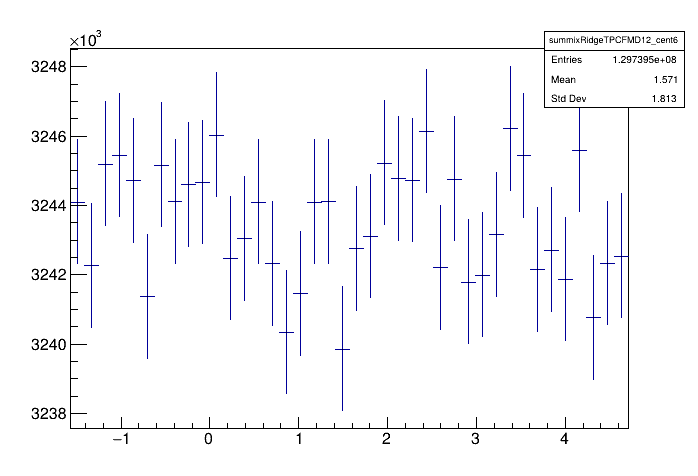 ×10³
summixRidgeTPCFMD12_cent6
Entries 1.297395e+08
Mean 1.571
Std Dev 1.813
3248
3246
3244
3242
3240
3238
−1 0 1 2 3 4